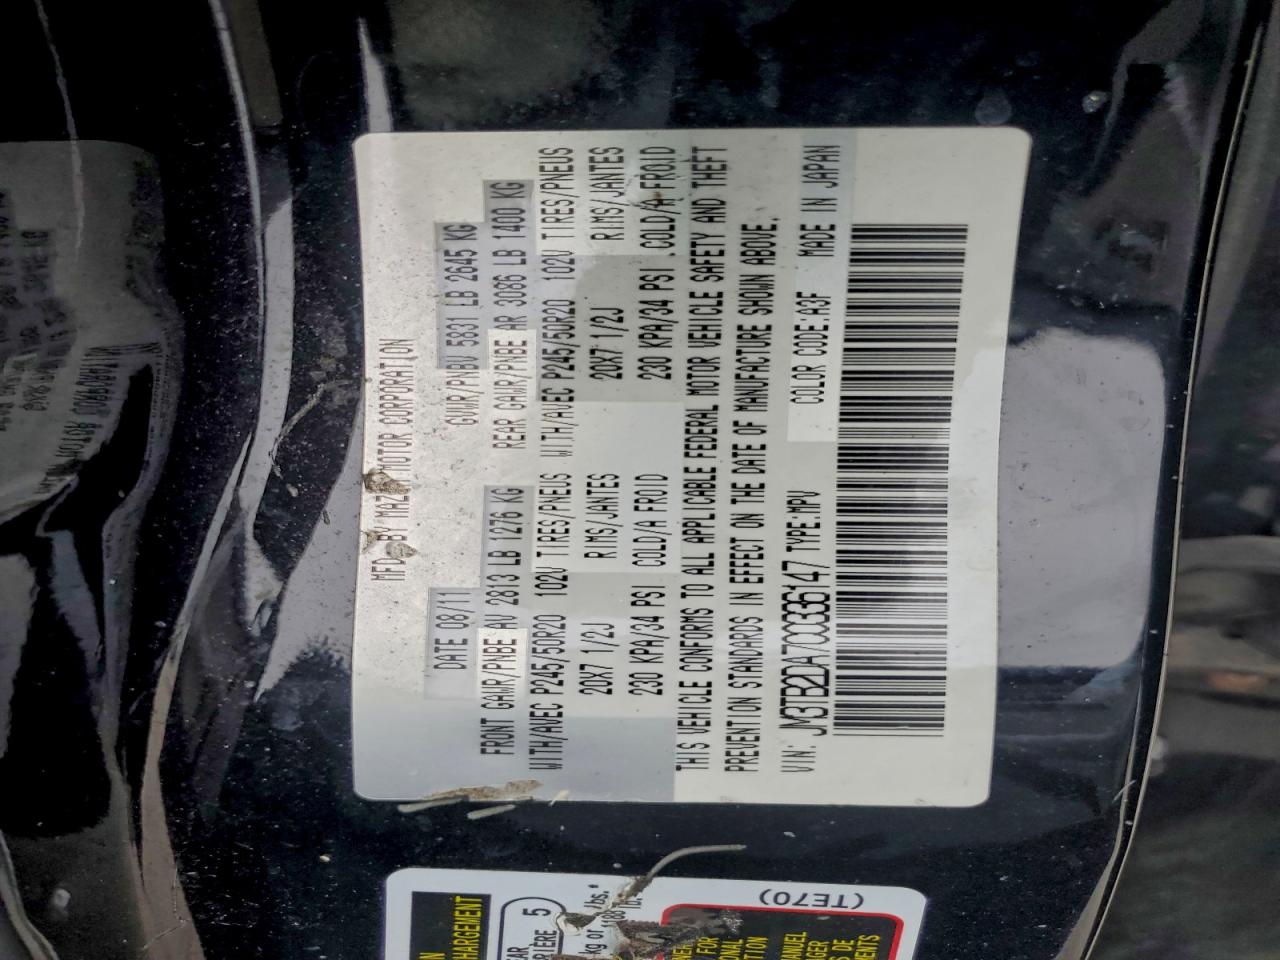 MFD. BY MAZDA MOTOR CORPORATION
DATE 08/11 GVWR/PNBV 5831 LB 2645 KG
FRONT GAWR/PNBE AV 2813 LB 1276 KG REAR GAWR/PNBE AR 3086 LB 1400 KG
WITH/AVEC P245/50R20 102V TIRES/PNEUS WITH/AVEC P245/50R20 102V TIRES/PNEUS
20X7 1/2J RIMS/JANTES 20X7 1/2J RIMS/JANTES
230 KPA/34 PSI COLD/A FROID 230 KPA/34 PSI COLD/A FROID
THIS VEHICLE CONFORMS TO ALL APPLICABLE FEDERAL MOTOR VEHICLE SAFETY AND THEFT
PREVENTION STANDARDS IN EFFECT ON THE DATE OF MANUFACTURE SHOWN ABOVE.
VIN: JM3TB2DA7C0336147 TYPE:MPV COLOR CODE:A3F MADE IN JAPAN
5
kg or
lbs.*
(TE70)
FOR